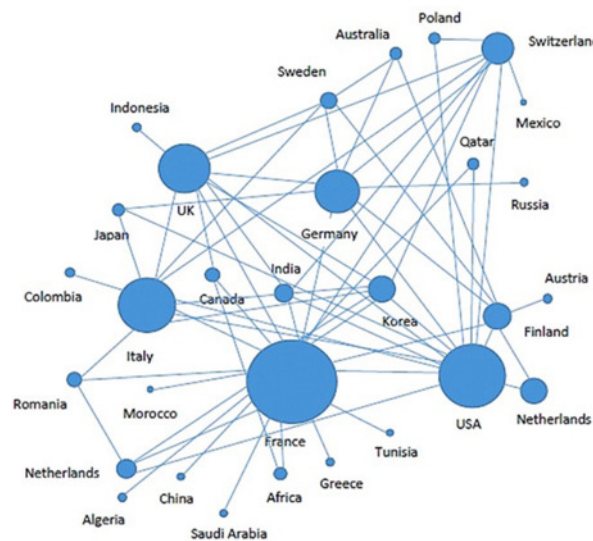 Poland
Australia
Switzerland
Sweden
Indonesia
Mexico
Qatar
UK
Germany
Russia
Japan
Colombia
Canada
India
Korea
Austria
Finland
Italy
Romania
Morocco
France
USA
Netherlands
Tunisia
Netherlands
China
Africa
Greece
Algeria
Saudi Arabia